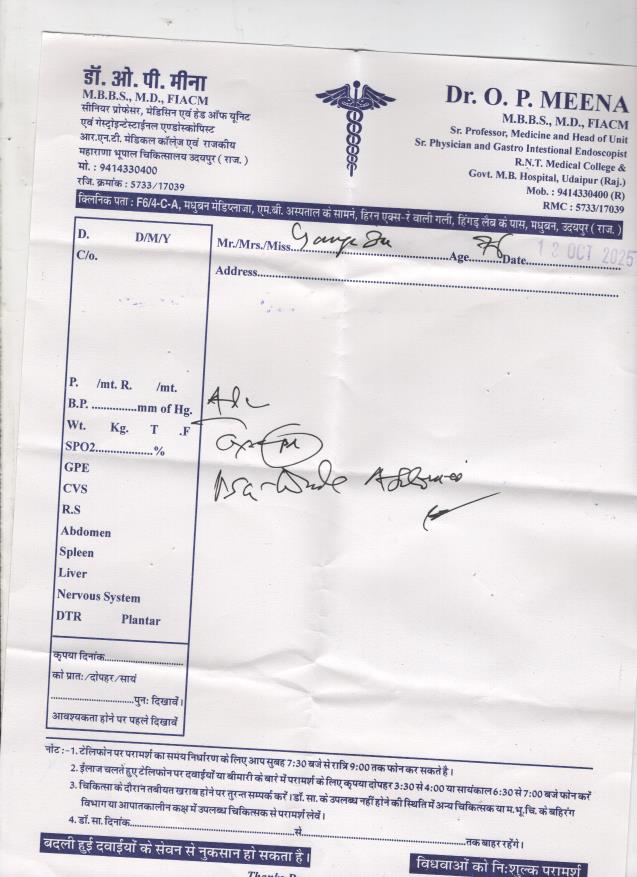 डॉ. ओ. पी. मीना
M.B.B.S., M.D., FIACM
सीनियर प्रोफेसर, मेडिसिन एवं हेड ऑफ यूनिट
एवं गेस्ट्रोइन्टेस्टाईनल एण्डोस्कोपिस्ट
आर.एन.टी. मेडिकल कॉलेज एवं राजकीय
महाराणा भूपाल चिकित्सालय उदयपुर ( राज. )
मो. : 9414330400
रजि. क्रमांक : 5733/17039
Dr. O. P. MEENA
M.B.B.S., M.D., FIACM
Sr. Professor, Medicine and Head of Unit
Sr. Physician and Gastro Intestinal Endoscopist
R.N.T. Medical College &
Govt. M.B. Hospital, Udaipur (Raj.)
Mob. : 9414330400 (R)
RMC : 5733/17039
क्लिनिक पता : F6/4-C-A, मधुबन मेडिप्लाजा, एम.बी. अस्पताल के सामने, हिरन एक्स-रे वाली गली, हिंगड़ लैब के पास, मधुबन, उदयपुर ( राज. )
D. D/M/Y
C/o.
Mr./Mrs./Miss. Age Date 12 OCT 2025
Address
P. /mt. R. /mt.
B.P. mm of Hg.
Wt. Kg. T .F
SPO2 %
GPE
CVS
R.S
Abdomen
Spleen
Liver
Nervous System
DTR Plantar
कृपया दिनांक
को प्रातः/दोपहर/सायं
पुनः दिखावें।
आवश्यकता होने पर पहले दिखावें
नोट :-1. टेलिफोन पर परामर्श का समय निर्धारण के लिए आप सुबह 7:30 बजे से रात्रि 9:00 तक फोन कर सकते है।
2. ईलाज चलते हुए टेलीफोन पर दवाईयों या बीमारी के बारे में परामर्श के लिए कृपया दोपहर 3:30 से 4:00 या सायंकाल 6:30 से 7:00 बजे फोन करें
3. चिकित्सा के दौरान तबीयत खराब होने पर तुरन्त सम्पर्क करें। डॉ. सा. के उपलब्ध नहीं होने की स्थिति में अन्य चिकित्सक या म.भू.चि. के बहिरंग
विभाग या आपातकालीन कक्ष में उपलब्ध चिकित्सक से परामर्श लेवें।
4. डॉ. सा. दिनांक से तक बाहर रहेंगे।
बदली हुई दवाईयों के सेवन से नुकसान हो सकता है।
विधवाओं को निःशुल्क परामर्श